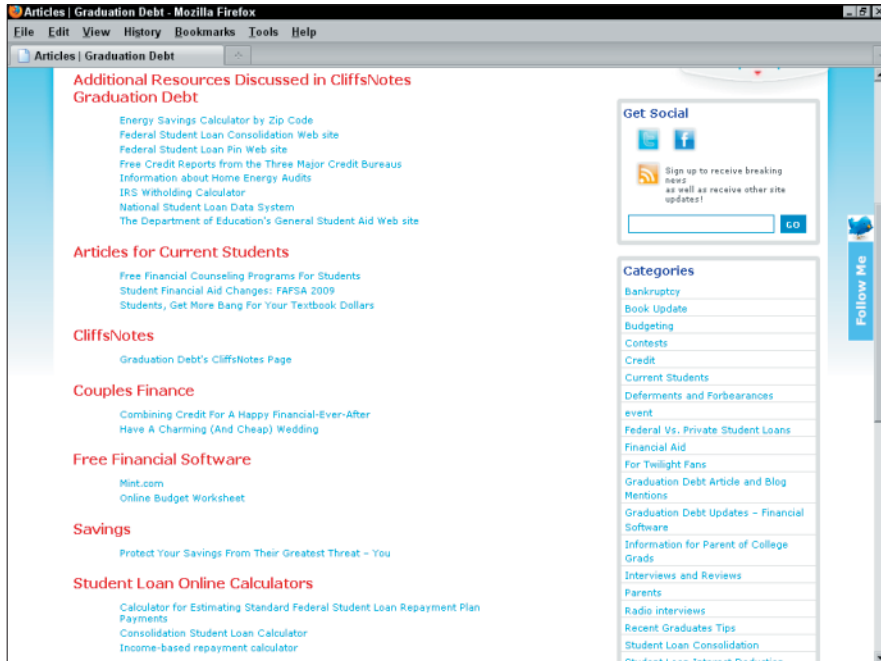 Articles | Graduation Debt - Mozilla Firefox
File Edit View History Bookmarks Tools Help
Articles | Graduation Debt
Additional Resources Discussed in CliffsNotes
Graduation Debt
Energy Savings Calculator by Zip Code
Federal Student Loan Consolidation Web site
Federal Student Loan Pin Web site
Free Credit Reports from the Three Major Credit Bureaus
Information about Home Energy Audits
IRS Witholding Calculator
National Student Loan Data System
The Department of Education's General Student Aid Web site
Articles for Current Students
Free Financial Counseling Programs For Students
Student Financial Aid Changes: FAFSA 2009
Students, Get More Bang For Your Textbook Dollars
CliffsNotes
Graduation Debt's CliffsNotes Page
Couples Finance
Combining Credit For A Happy Financial-Ever-After
Have A Charming (And Cheap) Wedding
Free Financial Software
Mint.com
Online Budget Worksheet
Savings
Protect Your Savings From Their Greatest Threat – You
Student Loan Online Calculators
Calculator for Estimating Standard Federal Student Loan Repayment Plan
Payments
Consolidation Student Loan Calculator
Income-based repayment calculator
Get Social
Sign up to receive breaking
news
as well as receive other site
updates!
GO
Categories
Bankruptcy
Book Update
Budgeting
Contests
Credit
Current Students
Deferments and Forbearances
event
Federal Vs. Private Student Loans
Financial Aid
For Twilight Fans
Graduation Debt Article and Blog
Mentions
Graduation Debt Updates – Financial
Software
Information for Parent of College
Grads
Interviews and Reviews
Parents
Radio interviews
Recent Graduates Tips
Student Loan Consolidation
Student Loan Interest Deduction
Follow Me